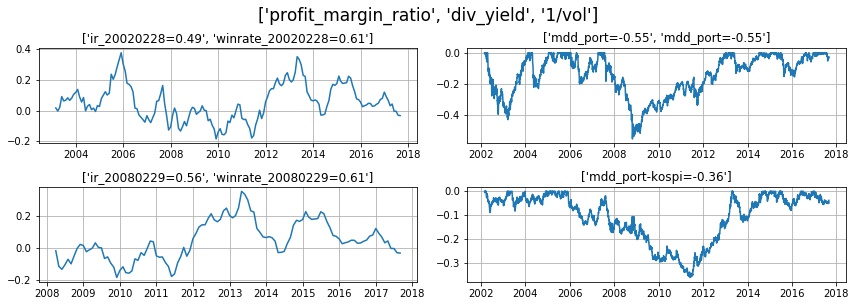 ['profit_margin_ratio', 'div_yield', '1/vol']
['ir_20020228=0.49', 'winrate_20020228=0.61']
0.4
0.2
0.0
−0.2
2004 2006 2008 2010 2012 2014 2016 2018
['mdd_port=-0.55', 'mdd_port=-0.55']
0.0
−0.2
−0.4
2002 2004 2006 2008 2010 2012 2014 2016 2018
['ir_20080229=0.56', 'winrate_20080229=0.61']
0.2
0.0
−0.2
2008 2009 2010 2011 2012 2013 2014 2015 2016 2017 2018
['mdd_port-kospi=-0.36']
0.0
−0.1
−0.2
−0.3
2002 2004 2006 2008 2010 2012 2014 2016 2018